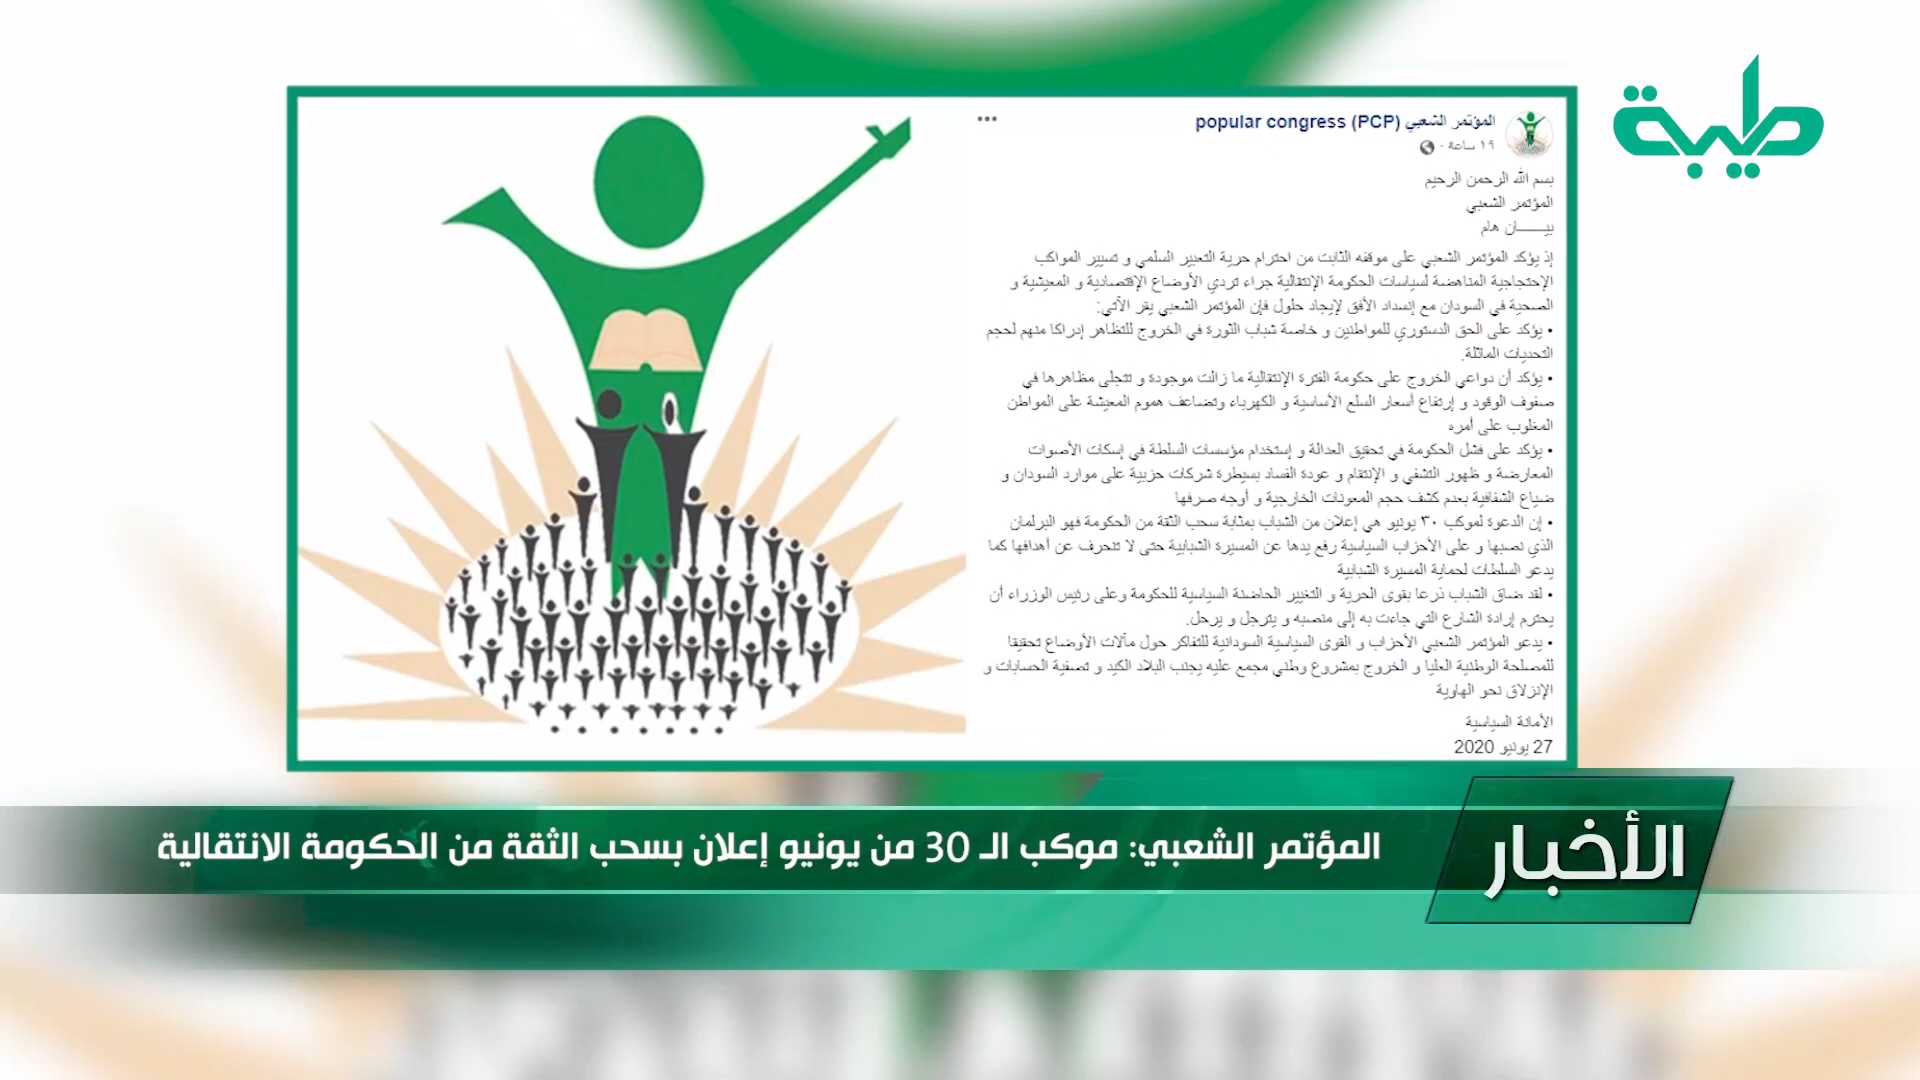 طيبة
المؤتمر الشعبي popular congress (PCP)
١٩ ساعة ·
بسم الله الرحمن الرحيم
المؤتمر الشعبي
بيـــــان هام
إذ يؤكد المؤتمر الشعبي على موقفه الثابت من احترام حرية التعبير السلمي و تسيير المواكب
الإحتجاجية المناهضة لسياسات الحكومة الإنتقالية جراء تردي الأوضاع الإقتصادية و المعيشية و
الصحية في السودان مع إنسداد الأفق لإيجاد حلول فإن المؤتمر الشعبي يقر الآتي:
• يؤكد على الحق الدستوري للمواطنين و خاصة شباب الثورة في الخروج للتظاهر إدراكا منهم لحجم
التحديات الماثلة.
• يؤكد أن دواعي الخروج على حكومة الفترة الإنتقالية ما زالت موجودة و تتجلى مظاهرها في
صفوف الوقود و إرتفاع أسعار السلع الأساسية و الكهرباء وتضاعف هموم المعيشة على المواطن
المغلوب على أمره
• يؤكد على فشل الحكومة في تحقيق العدالة و إستخدام مؤسسات السلطة في إسكات الأصوات
المعارضة و ظهور التشفي و الإنتقام و عودة الفساد بسيطرة شركات حزبية على موارد السودان و
ضياع الشفافية بعدم كشف حجم المعونات الخارجية و أوجه صرفها
• إن الدعوة لموكب ٣٠ يونيو هي إعلان من الشباب بمثابة سحب الثقة من الحكومة فهو البرلمان
الذي نصبها و على الأحزاب السياسية رفع يدها عن المسيرة الشبابية حتى لا تنحرف عن أهدافها كما
يدعو السلطات لحماية المسيرة الشبابية
• لقد ضاق الشباب ذرعا بقوى الحرية و التغيير الحاضنة السياسية للحكومة وعلى رئيس الوزراء أن
يحترم إرادة الشارع التي جاءت به إلى منصبه و يترجل و يرحل.
• يدعو المؤتمر الشعبي الأحزاب و القوى السياسية السودانية للتفاكر حول مآلات الأوضاع تحقيقا
للمصلحة الوطنية العليا و الخروج بمشروع وطني مجمع عليه يجنب البلاد الكيد و تصفية الحسابات و
الإنزلاق نحو الهاوية
الأمانة السياسية
27 يونيو 2020
الأخبار
المؤتمر الشعبي: موكب الـ 30 من يونيو إعلان بسحب الثقة من الحكومة الانتقالية